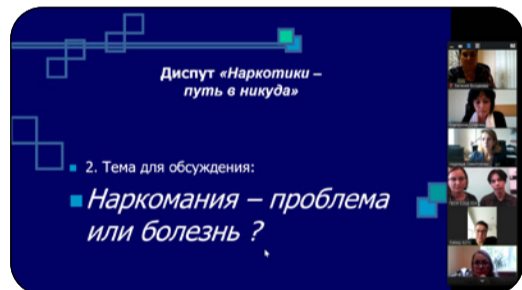 Диспут «Наркотики –
путь в никуда»
2. Тема для обсуждения:
Наркомания – проблема
или болезнь ?